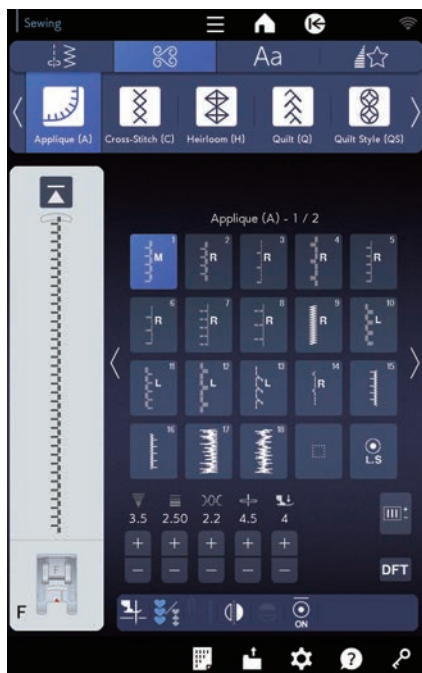 Sewing
Aa
Applique (A) Cross-Stitch (C) Heirloom (H) Quilt (Q) Quilt Style (QS)
Applique (A) - 1 / 2
1 2 3 4 5
M R R R R
6 7 8 9 10
R R R R L
11 12 13 14 15
L L L R
16 17 18
L.S
3.5 2.50 2.2 4.5 4
+ + + + +
- - - - -
DFT
F
ON
?